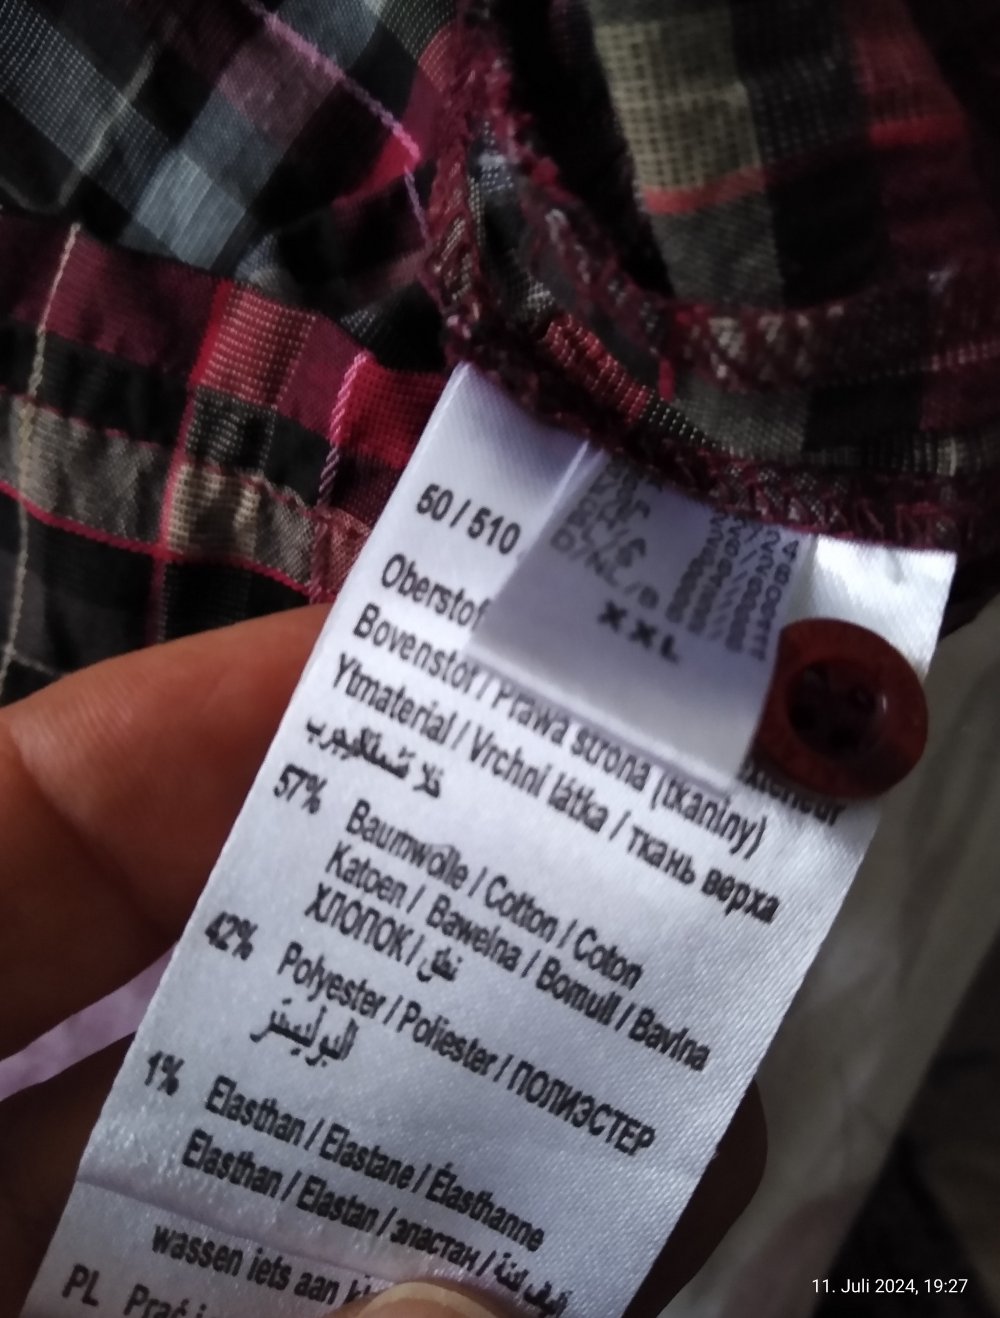 50 / 510
XXL
Oberstof
Bovenstof / Prawa strona (tkaniny)
Ytmaterial / Vrchní látka / ткань верха
57% Baumwolle / Cotton / Coton
Katoen / Bawełna / Bomull / Bavlna
ХЛОПОК / قطن
42% Polyester / Poliester / ПОЛИЭСТЕР
البوليستر
1% Elasthan / Elastane / Élasthanne
Elasthan / Elastan / эластан /
wassen iets aan
PL Prać
11. Juli 2024, 19:27